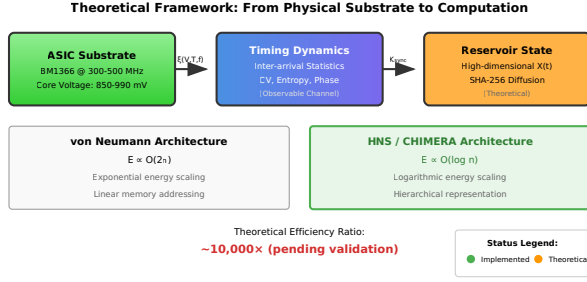 Theoretical Framework: From Physical Substrate to Computation
ASIC Substrate
BM1366 @ 300-500 MHz
Core Voltage: 850-990 mV
ξ(V,T,f)
Timing Dynamics
Inter-arrival Statistics
CV, Entropy, Phase
(Observable Channel)
Ksync
Reservoir State
High-dimensional X(t)
SHA-256 Diffusion
(Theoretical)
von Neumann Architecture
E ∝ O(2ⁿ)
Exponential energy scaling
Linear memory addressing
HNS / CHIMERA Architecture
E ∝ O(log n)
Logarithmic energy scaling
Hierarchical representation
Theoretical Efficiency Ratio:
~10,000× (pending validation)
Status Legend:
Implemented Theoretica